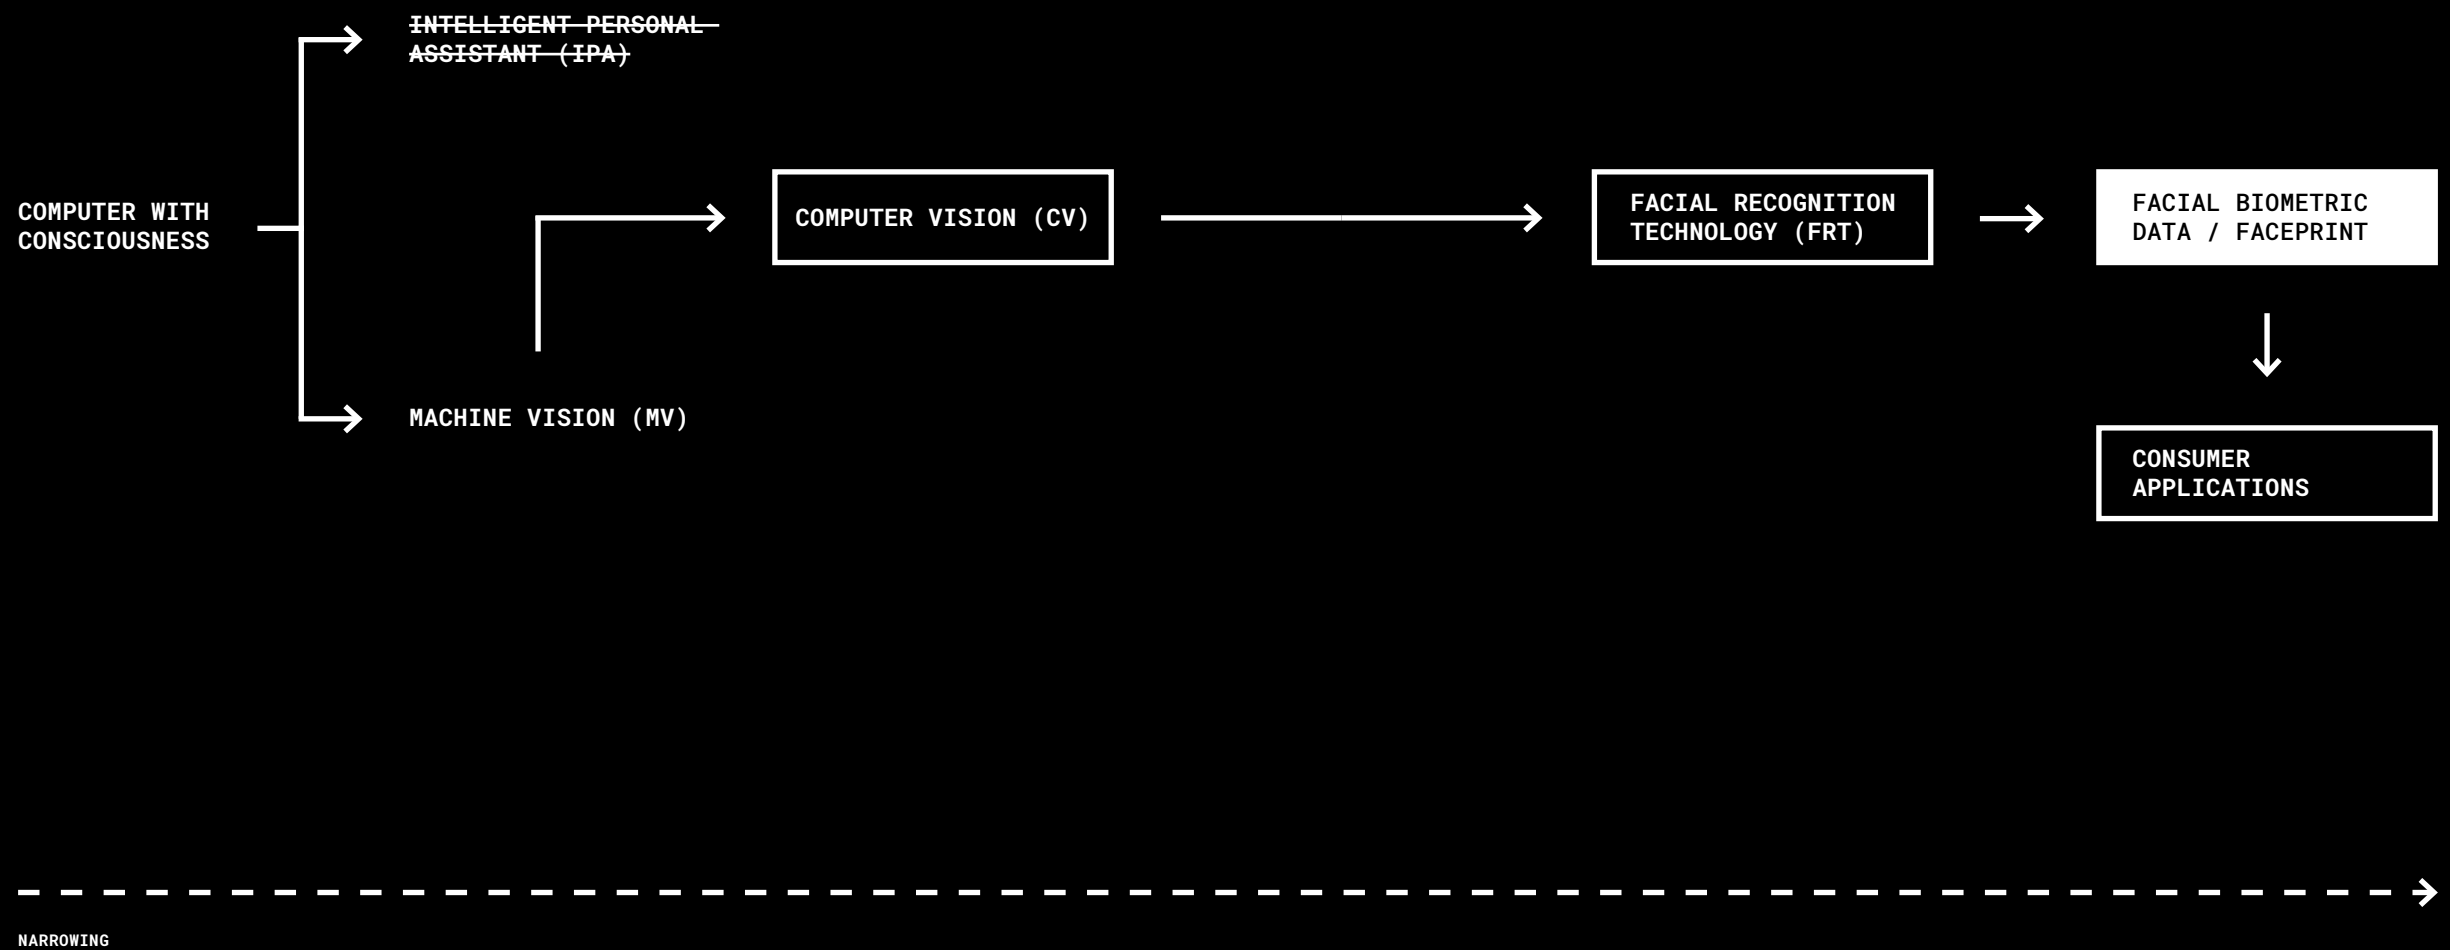 INTELLIGENT PERSONAL
ASSISTANT (IPA)
COMPUTER WITH
CONSCIOUSNESS
COMPUTER VISION (CV)
FACIAL RECOGNITION
TECHNOLOGY (FRT)
FACIAL BIOMETRIC
DATA / FACEPRINT
MACHINE VISION (MV)
CONSUMER
APPLICATIONS
NARROWING